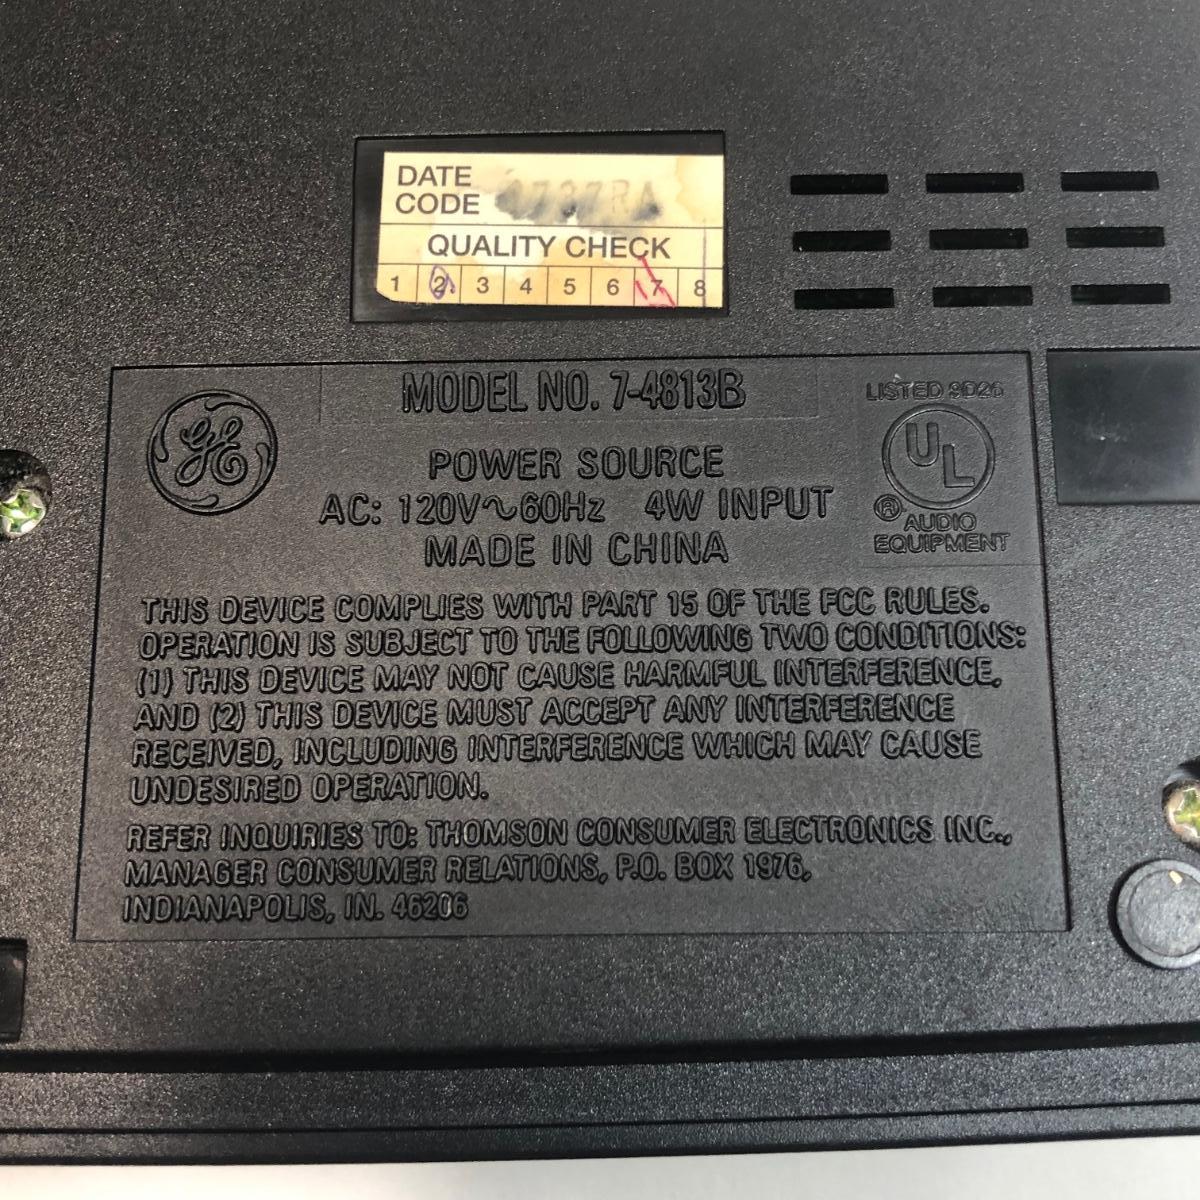 DATE
CODE
QUALITY CHECK
1 2 3 4 5 6 7 8
GE
MODEL NO. 7-4813B
LISTED 9D26
UL
®
AUDIO
EQUIPMENT
POWER SOURCE
AC: 120V~60Hz 4W INPUT
MADE IN CHINA
THIS DEVICE COMPLIES WITH PART 15 OF THE FCC RULES.
OPERATION IS SUBJECT TO THE FOLLOWING TWO CONDITIONS:
(1) THIS DEVICE MAY NOT CAUSE HARMFUL INTERFERENCE,
AND (2) THIS DEVICE MUST ACCEPT ANY INTERFERENCE
RECEIVED, INCLUDING INTERFERENCE WHICH MAY CAUSE
UNDESIRED OPERATION.
REFER INQUIRIES TO: THOMSON CONSUMER ELECTRONICS INC.,
MANAGER CONSUMER RELATIONS, P.O. BOX 1976,
INDIANAPOLIS, IN. 46206